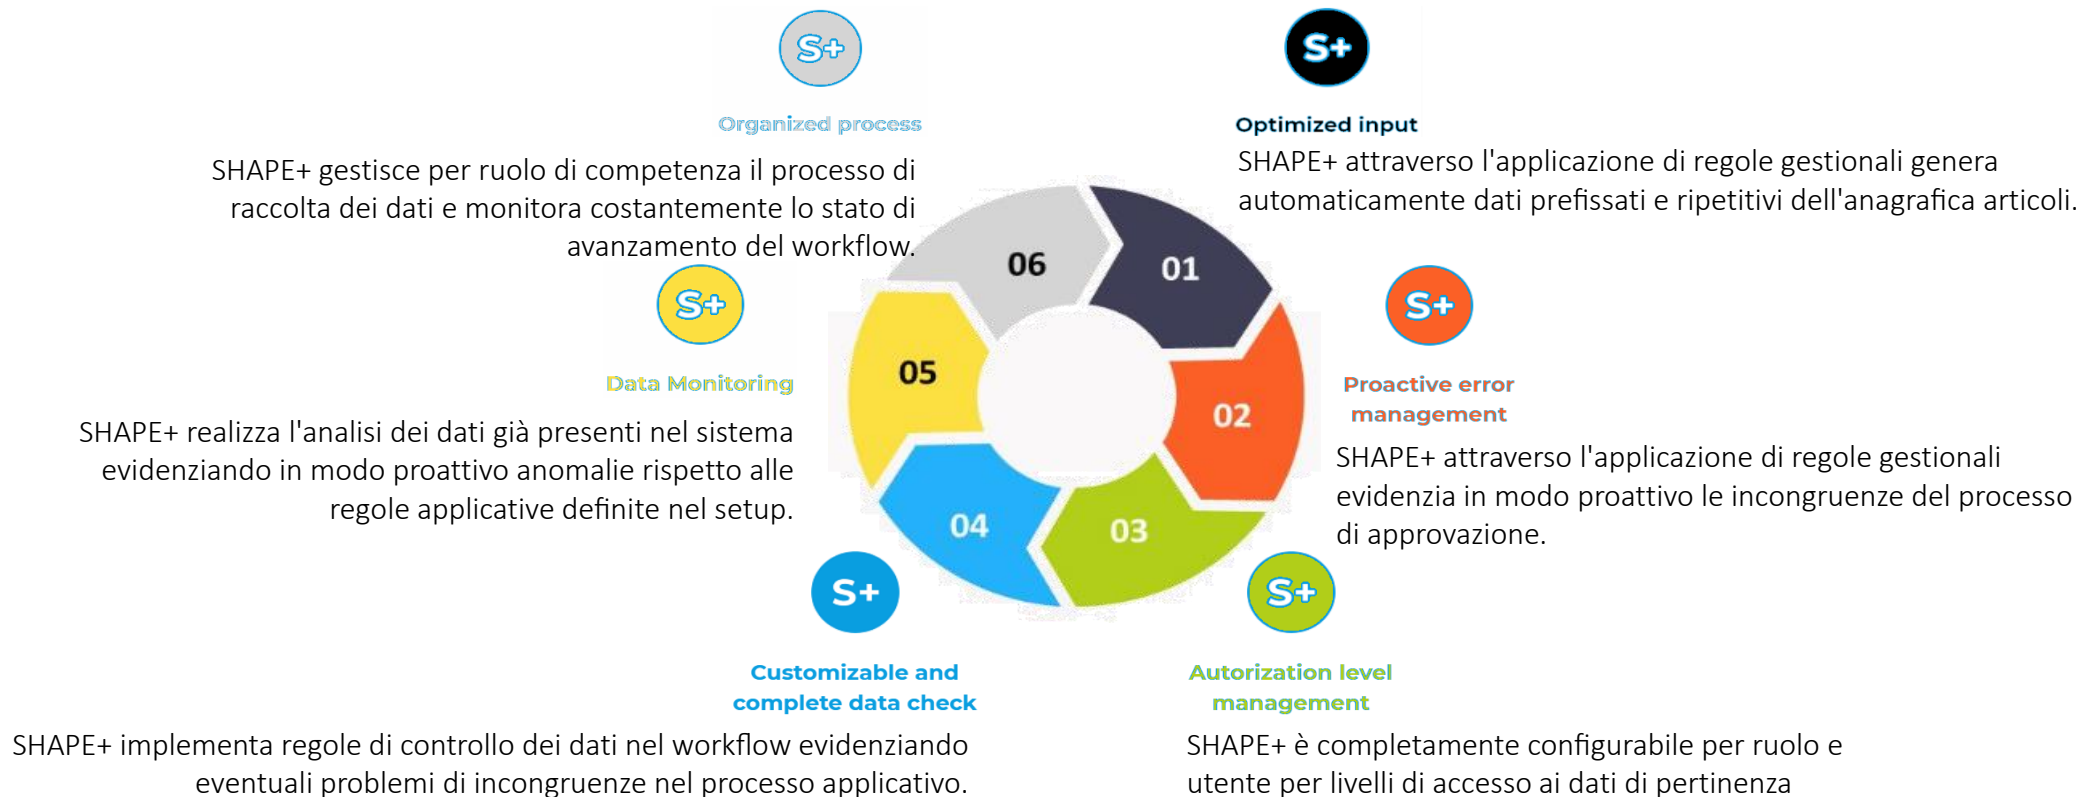 S+
Organized process
SHAPE+ gestisce per ruolo di competenza il processo di
raccolta dei dati e monitora costantemente lo stato di
avanzamento del workflow.
S+
Optimized input
SHAPE+ attraverso l'applicazione di regole gestionali genera
automaticamente dati prefissati e ripetitivi dell'anagrafica articoli.
06
01
S+
Data Monitoring
SHAPE+ realizza l'analisi dei dati già presenti nel sistema
evidenziando in modo proattivo anomalie rispetto alle
regole applicative definite nel setup.
05
02
S+
Proactive error
management
SHAPE+ attraverso l'applicazione di regole gestionali
evidenzia in modo proattivo le incongruenze del processo
di approvazione.
04
03
S+
Customizable and
complete data check
SHAPE+ implementa regole di controllo dei dati nel workflow evidenziando
eventuali problemi di incongruenze nel processo applicativo.
S+
Autorization level
management
SHAPE+ è completamente configurabile per ruolo e
utente per livelli di accesso ai dati di pertinenza